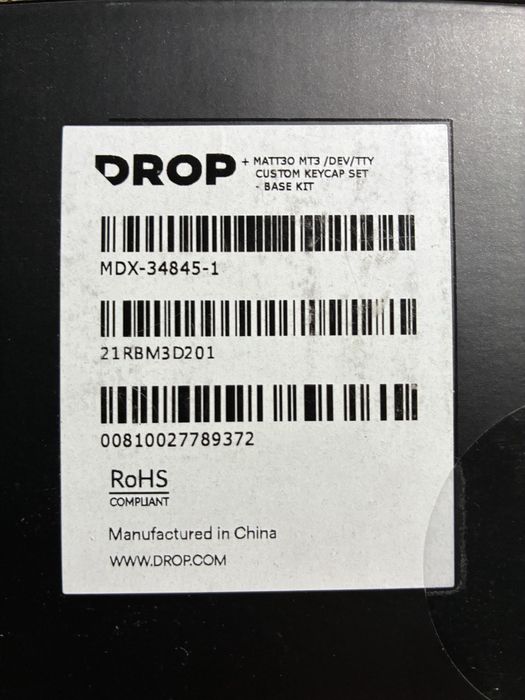 DROP + MATT3O MT3 /DEV/TTY
CUSTOM KEYCAP SET
- BASE KIT
MDX-34845-1
21RBM3D201
00810027789372
RoHS
COMPLIANT
Manufactured in China
WWW.DROP.COM